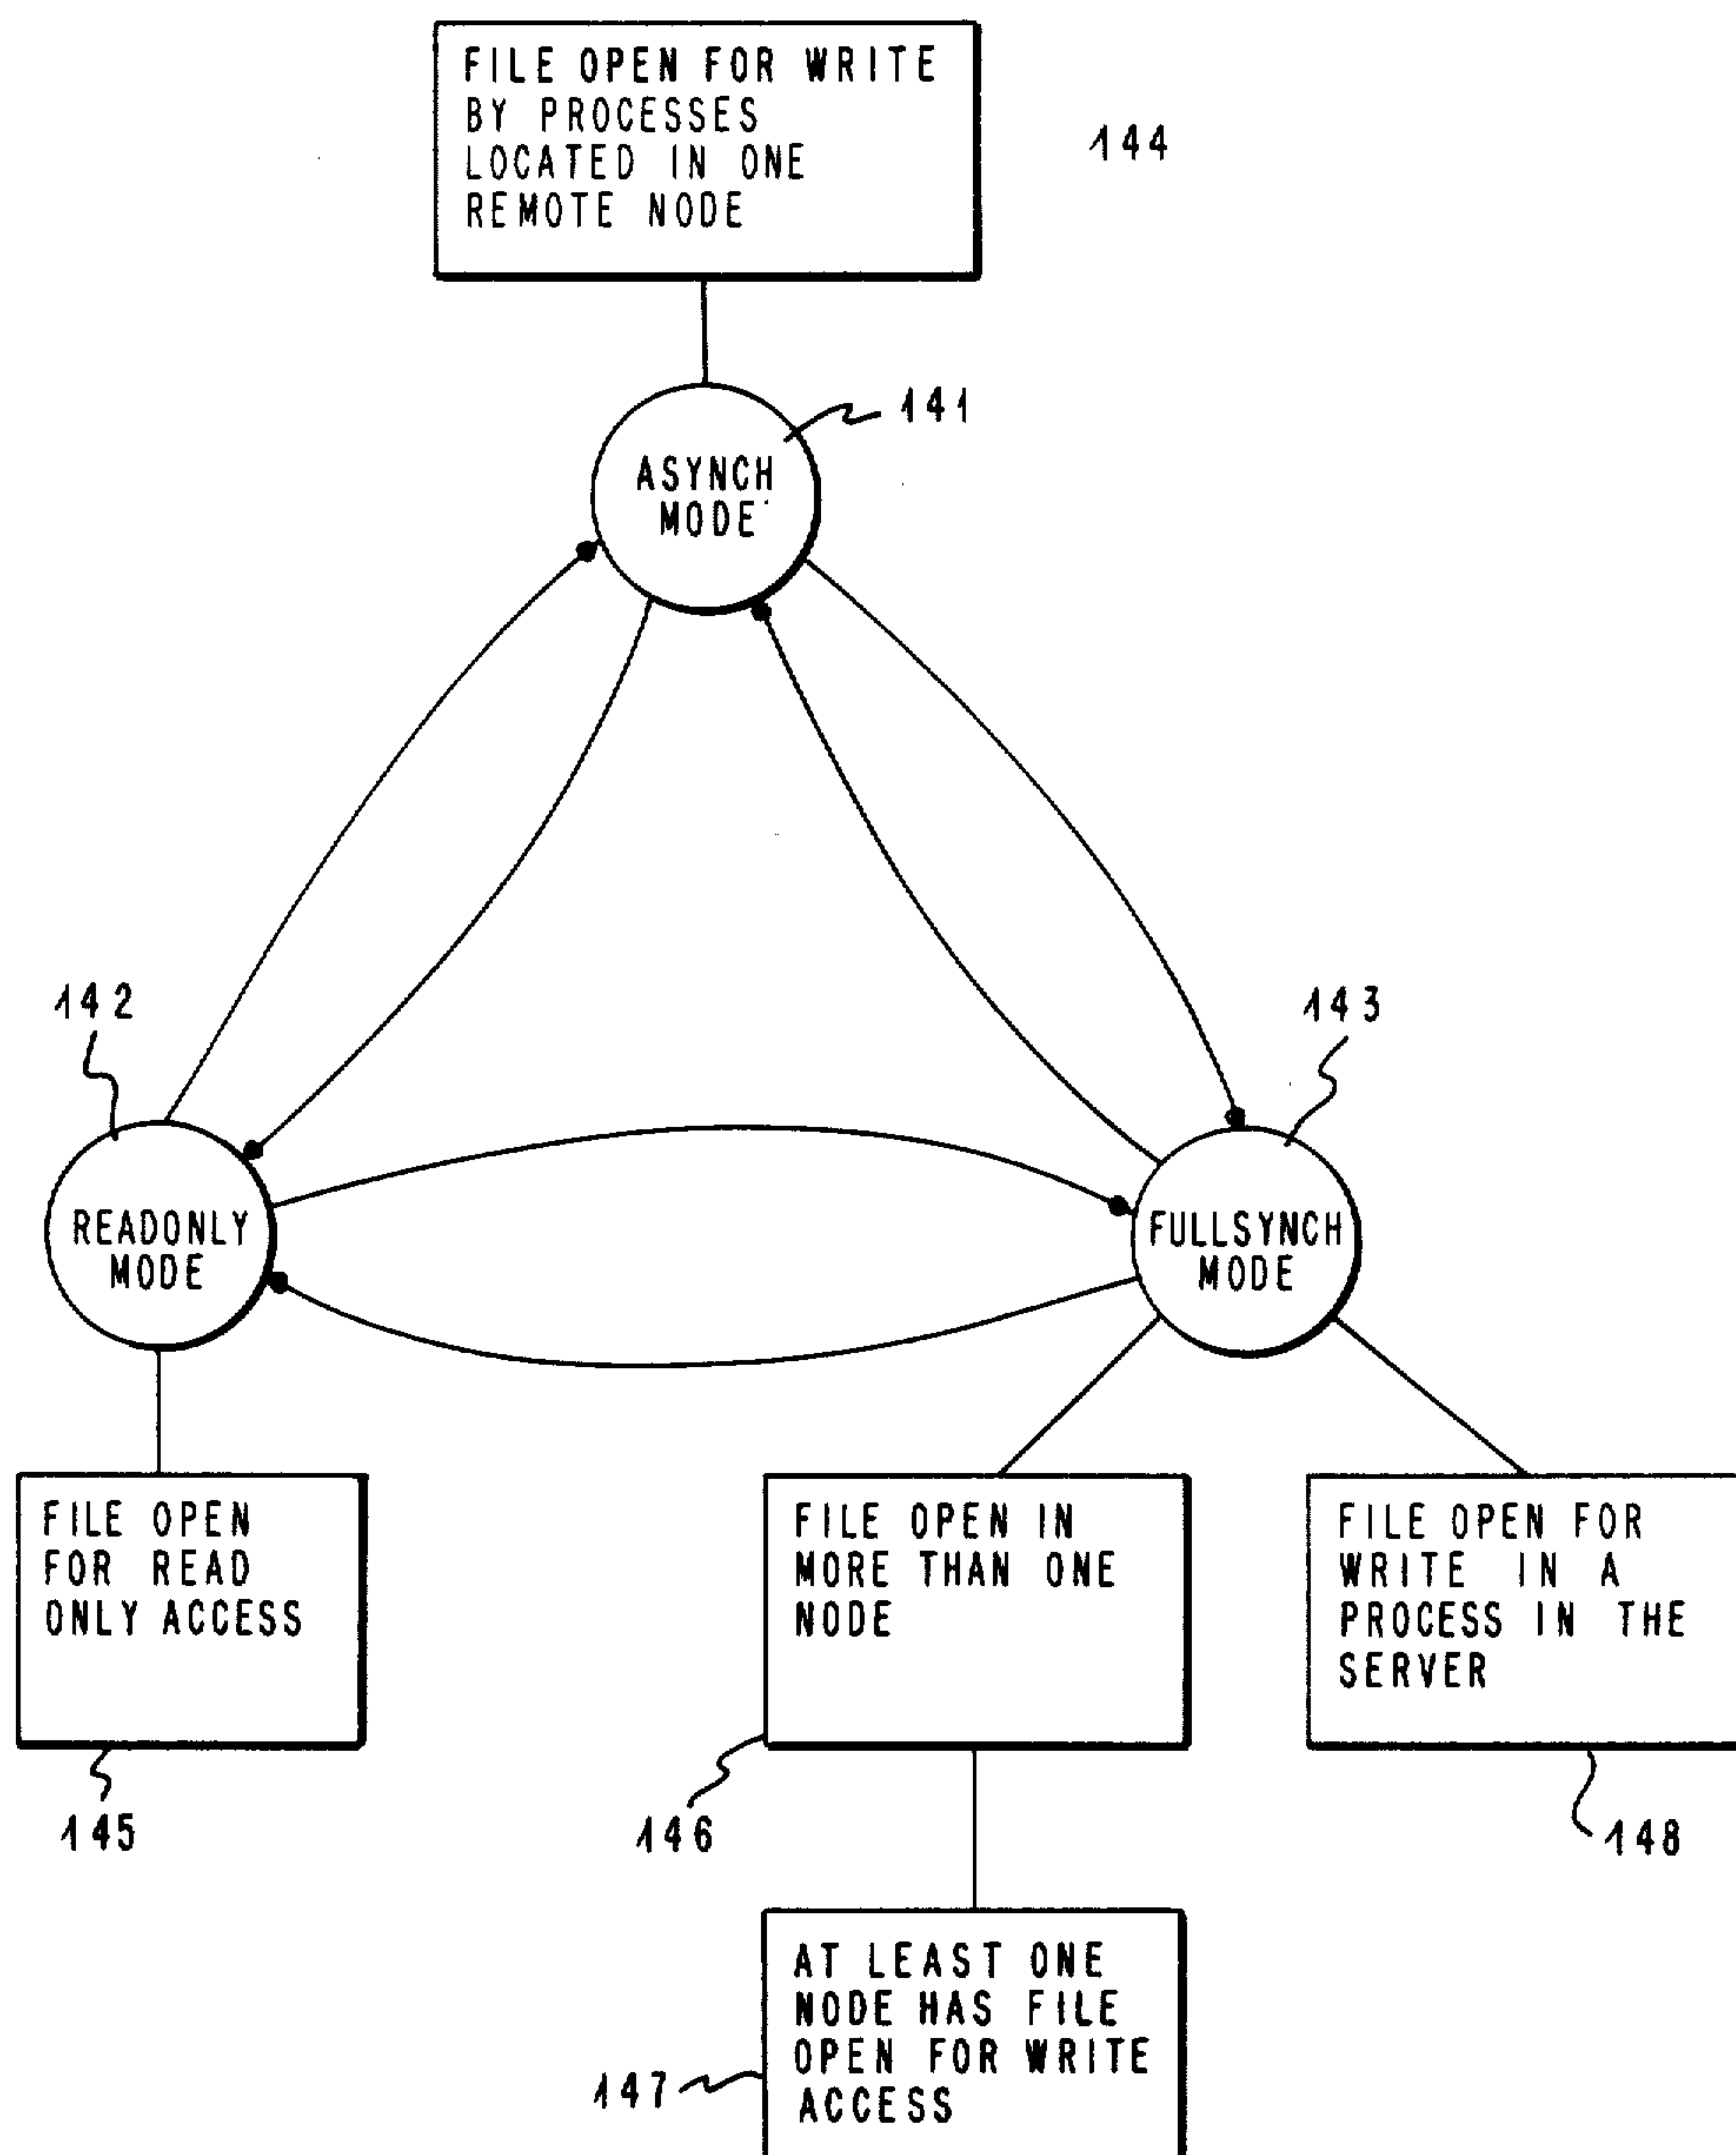 FILE OPEN FOR WRITE
BY PROCESSES
LOCATED IN ONE
REMOTE NODE
144
141
ASYNCH
MODE
142
143
READONLY
MODE
FULLSYNCH
MODE
FILE OPEN
FOR READ
ONLY ACCESS
FILE OPEN IN
MORE THAN ONE
NODE
FILE OPEN FOR
WRITE IN A
PROCESS IN THE
SERVER
145
146
148
AT LEAST ONE
NODE HAS FILE
OPEN FOR WRITE
ACCESS
147